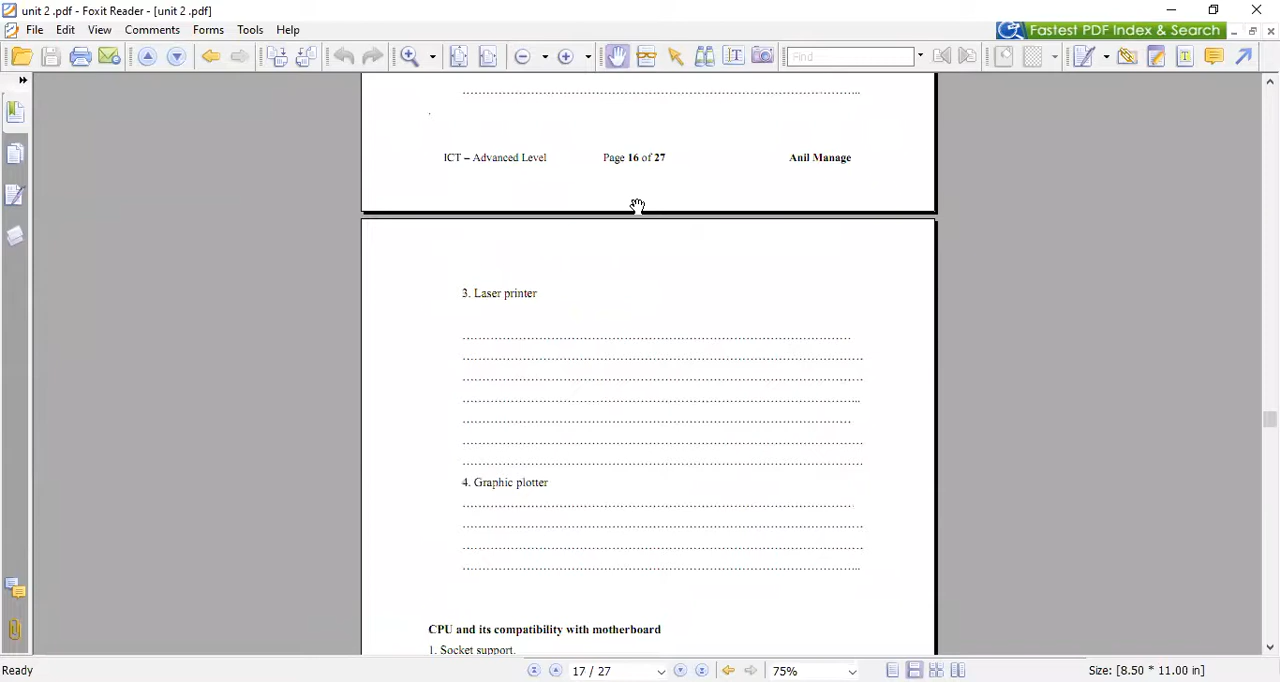 unit 2 .pdf - Foxit Reader - [unit 2 .pdf]
File Edit View Comments Forms Tools Help
Fastest PDF Index & Search
Find
ICT – Advanced Level Page 16 of 27 Anil Manage
3. Laser printer
4. Graphic plotter
CPU and its compatibility with motherboard
1. Socket support.
Ready 17 / 27 75% Size: [8.50 * 11.00 in]